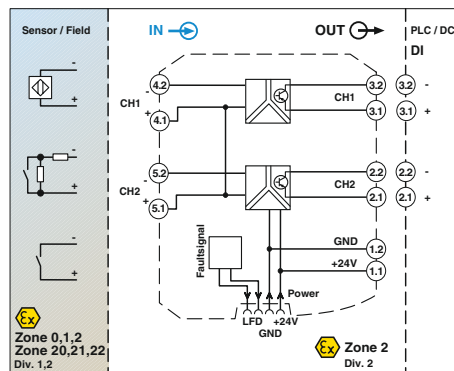 Sensor / Field
IN
OUT
PLC / DC
DI
-
+
-
+
-
+
4.2
-
CH1
+
4.1
5.2
-
CH2
+
5.1
3.2
CH1
3.1
2.2
CH2
2.1
GND
1.2
+24V
1.1
3.2 -
3.1 +
2.2 -
2.1 +
Faultsignal
Power
LFD
+24V
GND
Ex
Zone 0,1,2
Zone 20,21,22
Div. 1,2
Ex
Zone 2
Div. 2